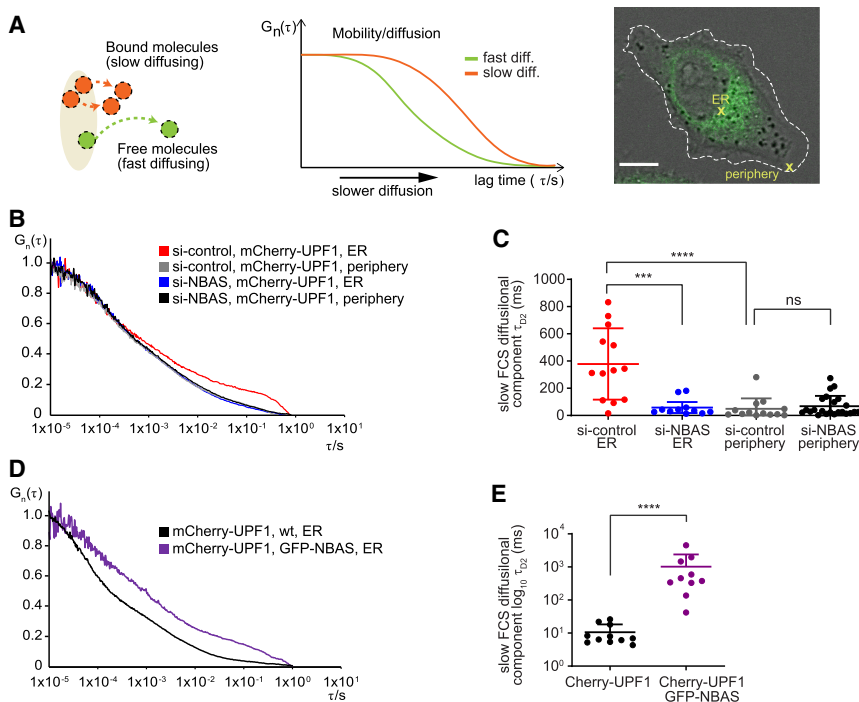 A
Bound molecules
(slow diffusing)
Free molecules
(fast diffusing)
Gn(τ)
Mobility/diffusion
fast diff.
slow diff.
slower diffusion
lag time ( τ/s)
ER
x
periphery
x
B
Gn(τ)
1.0
0.8
0.6
0.4
0.2
0
si-control, mCherry-UPF1, ER
si-control, mCherry-UPF1, periphery
si-NBAS, mCherry-UPF1, ER
si-NBAS, mCherry-UPF1, periphery
1x10-5 1x10-4 1x10-3 1x10-2 1x10-1 1x100 1x101
τ/s
C
slow FCS diffusilonal
component τD2 (ms)
1000
800
600
400
200
0
****
***
ns
si-control
ER
si-NBAS
ER
si-control
periphery
si-NBAS
periphery
D
Gn(τ)
1.0
0.8
0.6
0.4
0.2
0
mCherry-UPF1, wt, ER
mCherry-UPF1, GFP-NBAS, ER
1x10-5 1x10-4 1x10-3 1x10-2 1x10-1 1x100 1x101
τ/s
E
slow FCS diffusilonal
component log10 τD2 (ms)
104
103
102
101
100
****
Cherry-UPF1
Cherry-UPF1
GFP-NBAS